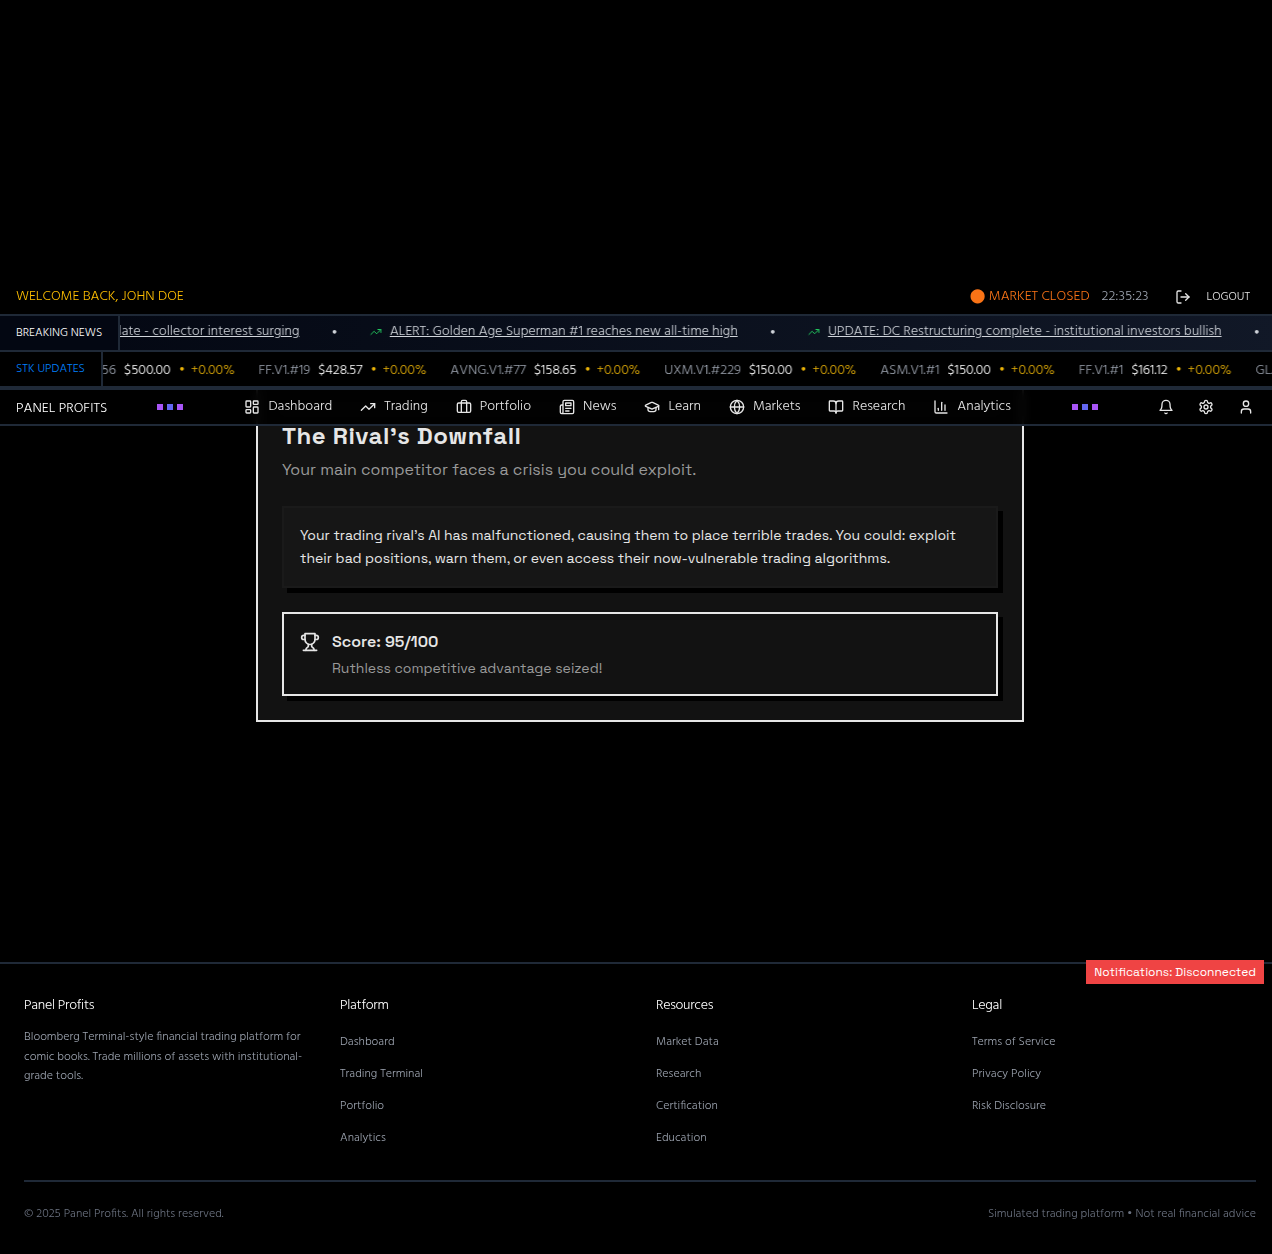 WELCOME BACK, JOHN DOE
MARKET CLOSED 22:35:23 LOGOUT
BREAKING NEWS late - collector interest surging • ALERT: Golden Age Superman #1 reaches new all-time high • UPDATE: DC Restructuring complete - institutional investors bullish •
STK UPDATES 56 $500.00 • +0.00% FF.V1.#19 $428.57 • +0.00% AVNG.V1.#77 $158.65 • +0.00% UXM.V1.#229 $150.00 • +0.00% ASM.V1.#1 $150.00 • +0.00% FF.V1.#1 $161.12 • +0.00% GL
PANEL PROFITS Dashboard Trading Portfolio News Learn Markets Research Analytics
The Rival's Downfall
Your main competitor faces a crisis you could exploit.
Your trading rival's AI has malfunctioned, causing them to place terrible trades. You could: exploit
their bad positions, warn them, or even access their now-vulnerable trading algorithms.
Score: 95/100
Ruthless competitive advantage seized!
Notifications: Disconnected
Panel Profits
Bloomberg Terminal-style financial trading platform for
comic books. Trade millions of assets with institutional-
grade tools.
Platform
Dashboard
Trading Terminal
Portfolio
Analytics
Resources
Market Data
Research
Certification
Education
Legal
Terms of Service
Privacy Policy
Risk Disclosure
© 2025 Panel Profits. All rights reserved.
Simulated trading platform • Not real financial advice